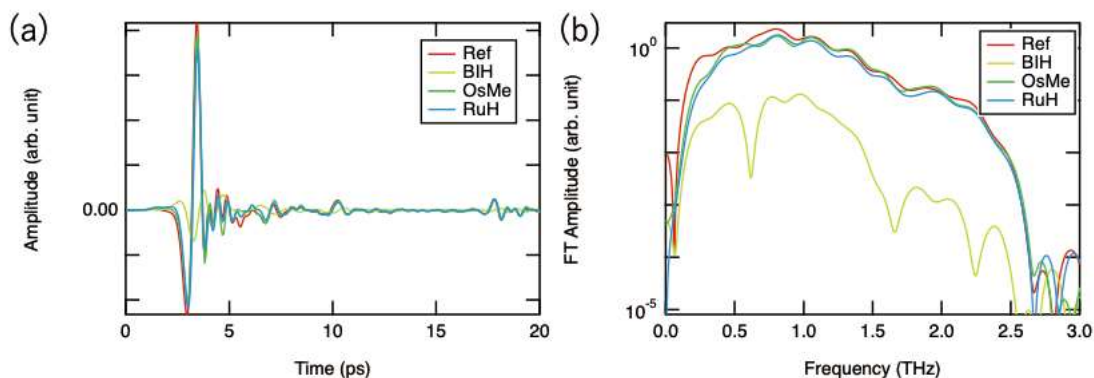 (a)
Amplitude (arb. unit)
0.00
Ref
BIH
OsMe
RuH
0
5
10
15
20
Time (ps)
(b)
FT Amplitude (arb. unit)
10^0
10^-5
Ref
BIH
OsMe
RuH
0.0
0.5
1.0
1.5
2.0
2.5
3.0
Frequency (THz)